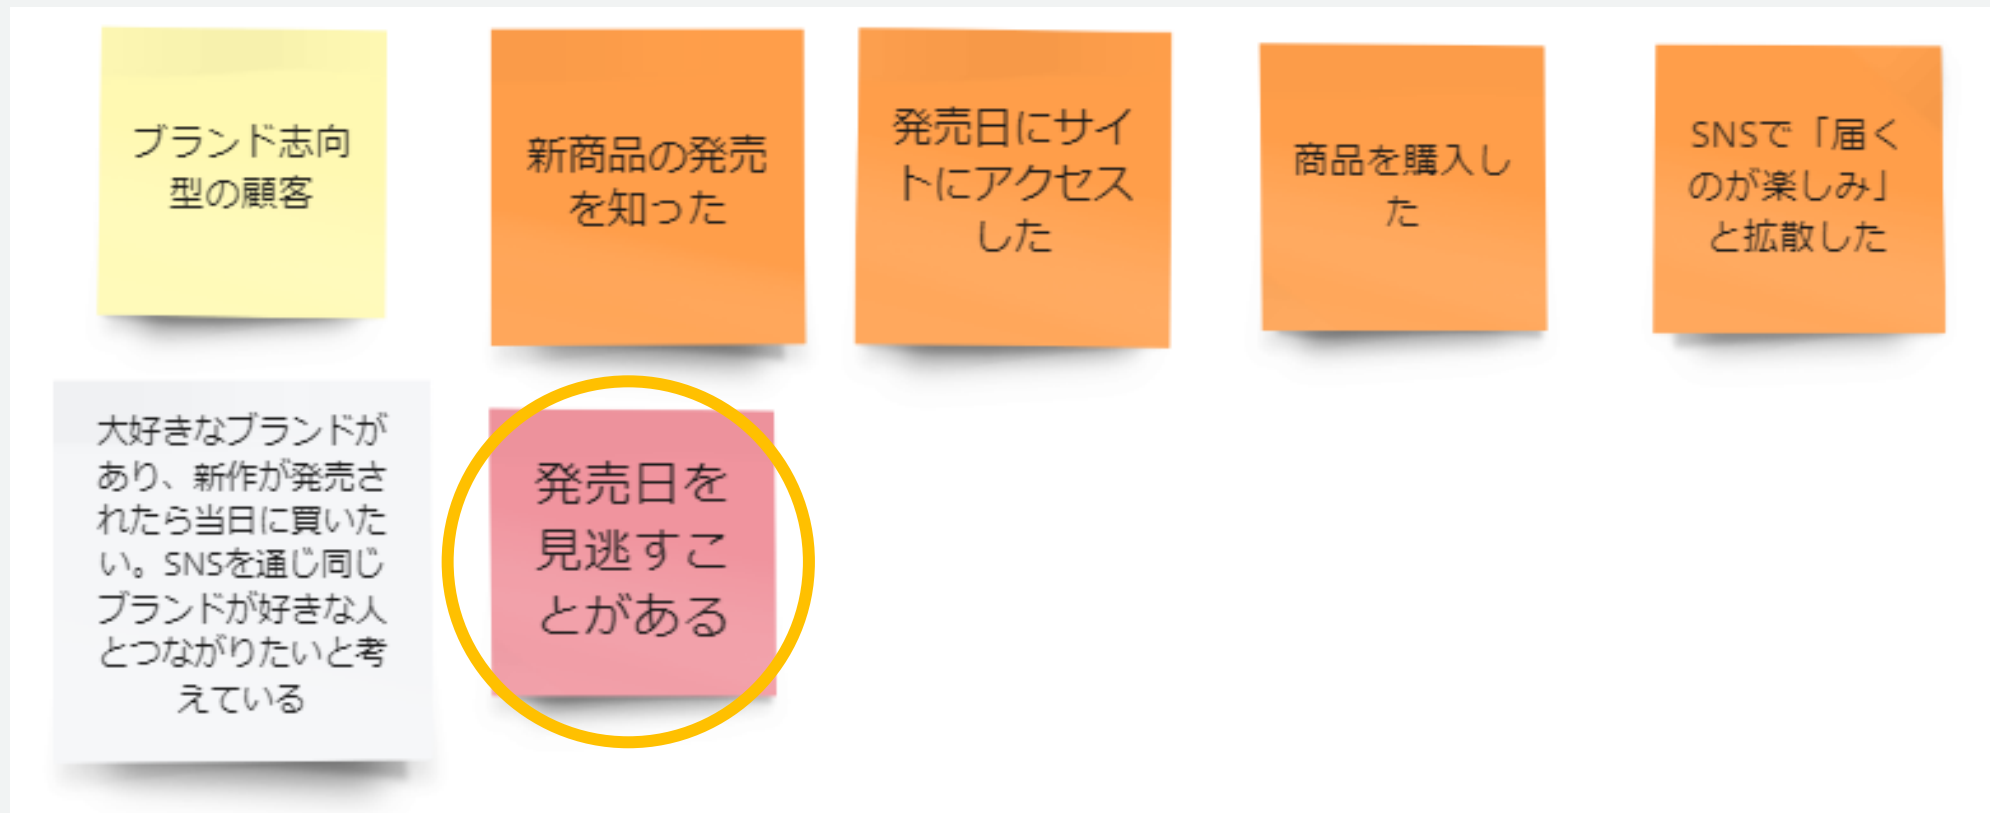 ブランド志向
型の顧客
新商品の発売
を知った
発売日にサイ
トにアクセス
した
商品を購入し
た
SNSで「届く
のが楽しみ」
と拡散した
大好きなブランドが
あり、新作が発売さ
れたら当日に買いた
い。SNSを通じ同じ
ブランドが好きな人
とつながりたいと考
えている
発売日を
見逃すこ
とがある